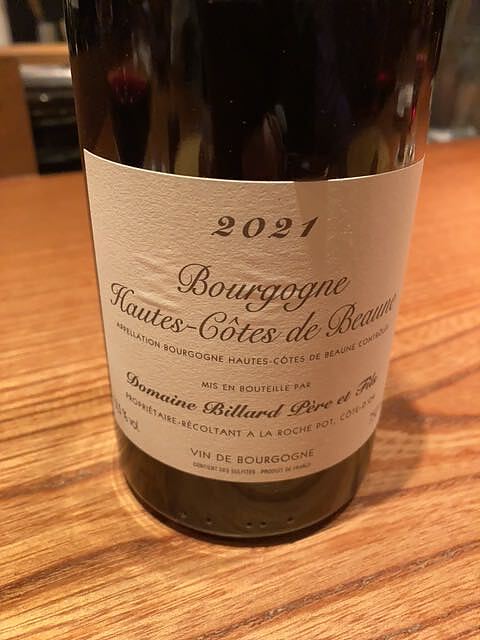 2021
Bourgogne
Hautes-Côtes de Beaune
APPELLATION BOURGOGNE HAUTES-CÔTES DE BEAUNE CONTRÔLÉE
MIS EN BOUTEILLE PAR
Domaine Billard Père et Fils
PROPRIÉTAIRE-RÉCOLTANT A LA ROCHE POT, CÔTE-D'OR
% vol.
VIN DE BOURGOGNE
CONTIENT DES SULFITES - PRODUIT DE FRANCE